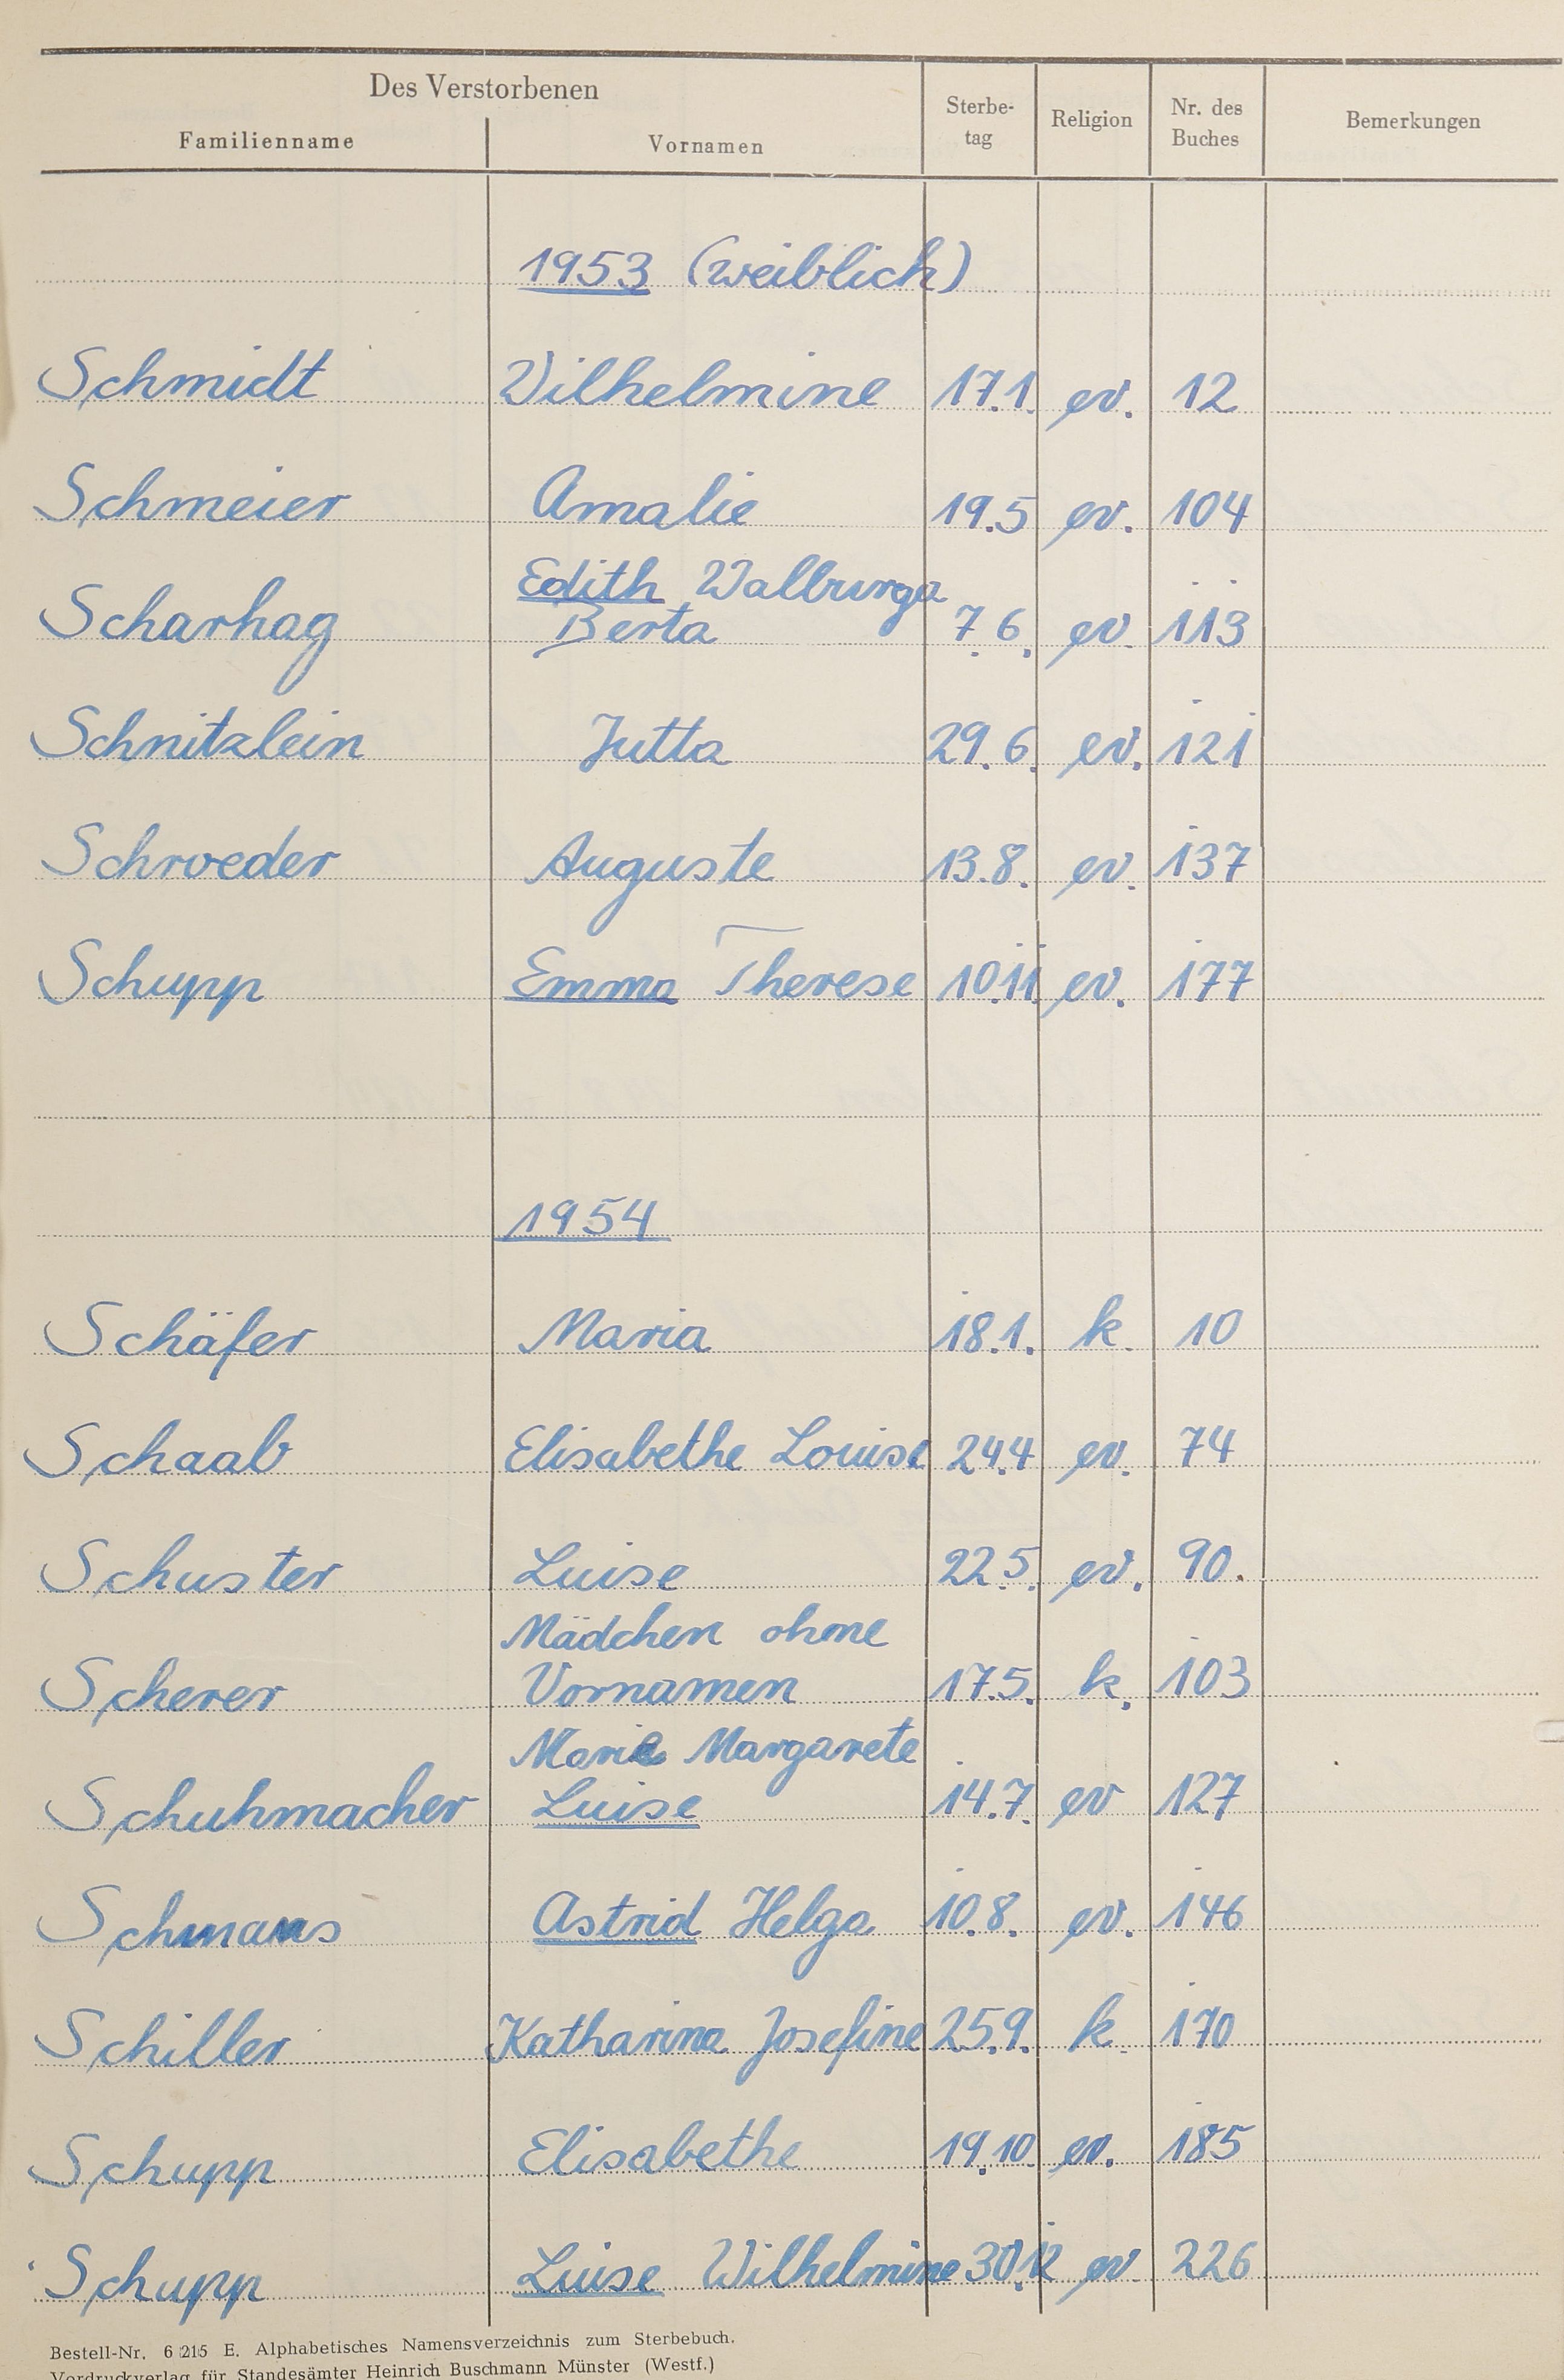 Des Verstorbenen
Familienname Vornamen Sterbe-tag Religion Nr. des Buches Bemerkungen
1953 (weiblich)
Schmidt Wilhelmine 17.1. ev. 12
Schmeier Amalie 19.5 ev. 104
Edith Walburga
Scharhag Berta 7.6. ev. 113
Schnitzlein Jutta 29.6. ev. 121
Schroeder Auguste 13.8. ev. 137
Schupp Emma Therese 10.11. ev. 177
1954
Schäfer Maria 18.1. k. 10
Schaab Elisabethe Louise 24.4 ev. 74
Schuster Luise 22.5. ev. 90.
Mädchen ohne
Scherer Vornamen 17.5. k. 103
Marie Margarete
Schuhmacher Luise 14.7. ev 127
Schmaus Astrid Helga 10.8. ev. 146
Schiller Katharina Josefine 25.9. k. 170
Schupp Elisabethe 19.10. ev. 185
Schupp Luise Wilhelmine 30.12 ev. 226
Bestell-Nr. 6 215 E. Alphabetisches Namensverzeichnis zum Sterbebuch.
Vordruckverlag für Standesämter Heinrich Buschmann Münster (Westf.)